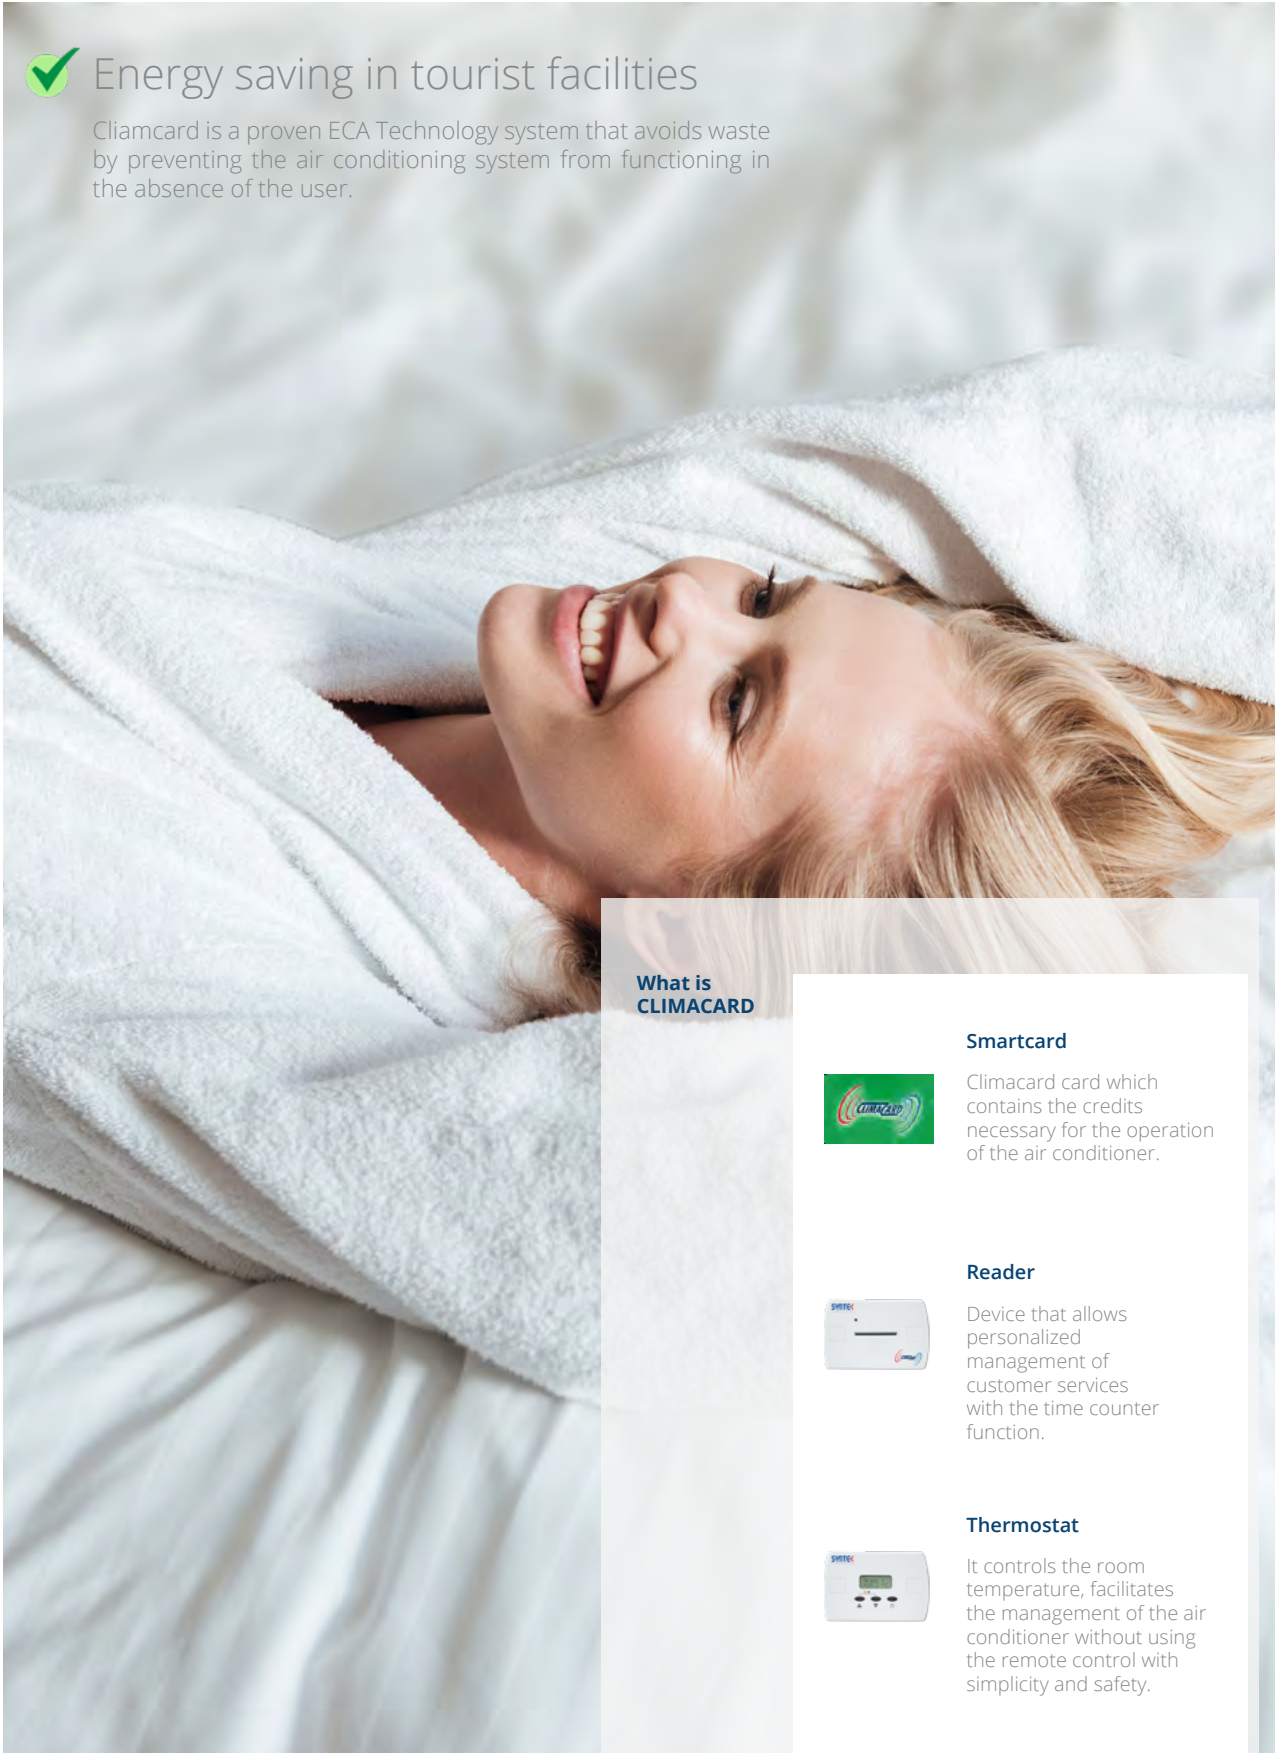 Energy saving in tourist facilities
Cliamcard is a proven ECA Technology system that avoids waste
by preventing the air conditioning system from functioning in
the absence of the user.
What is
CLIMACARD
Smartcard
CLIMACARD
Climacard card which
contains the credits
necessary for the operation
of the air conditioner.
Reader
Device that allows
personalized
management of
customer services
with the time counter
function.
Thermostat
It controls the room
temperature, facilitates
the management of the air
conditioner without using
the remote control with
simplicity and safety.